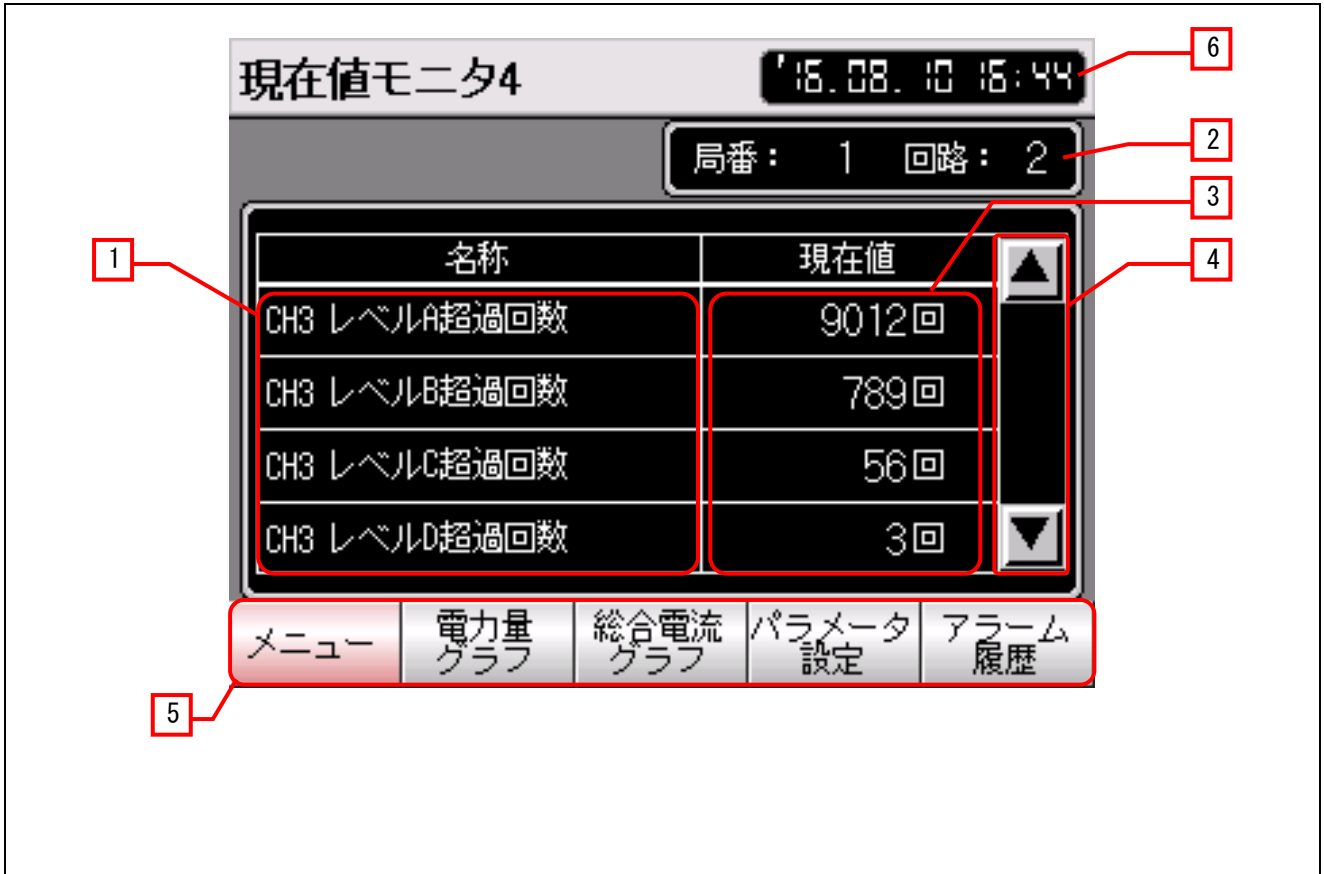 現在値モニタ4
'16.08. 10 16:44
6
局番： 1 回路： 2
2
3
1
名称 現在値
4
CH3 レベルA超過回数 9012回
CH3 レベルB超過回数 789回
CH3 レベルC超過回数 56回
CH3 レベルD超過回数 3回
▲
▼
メニュー
電力量
グラフ
総合電流
グラフ
パラメータ
設定
アラーム
履歴
5